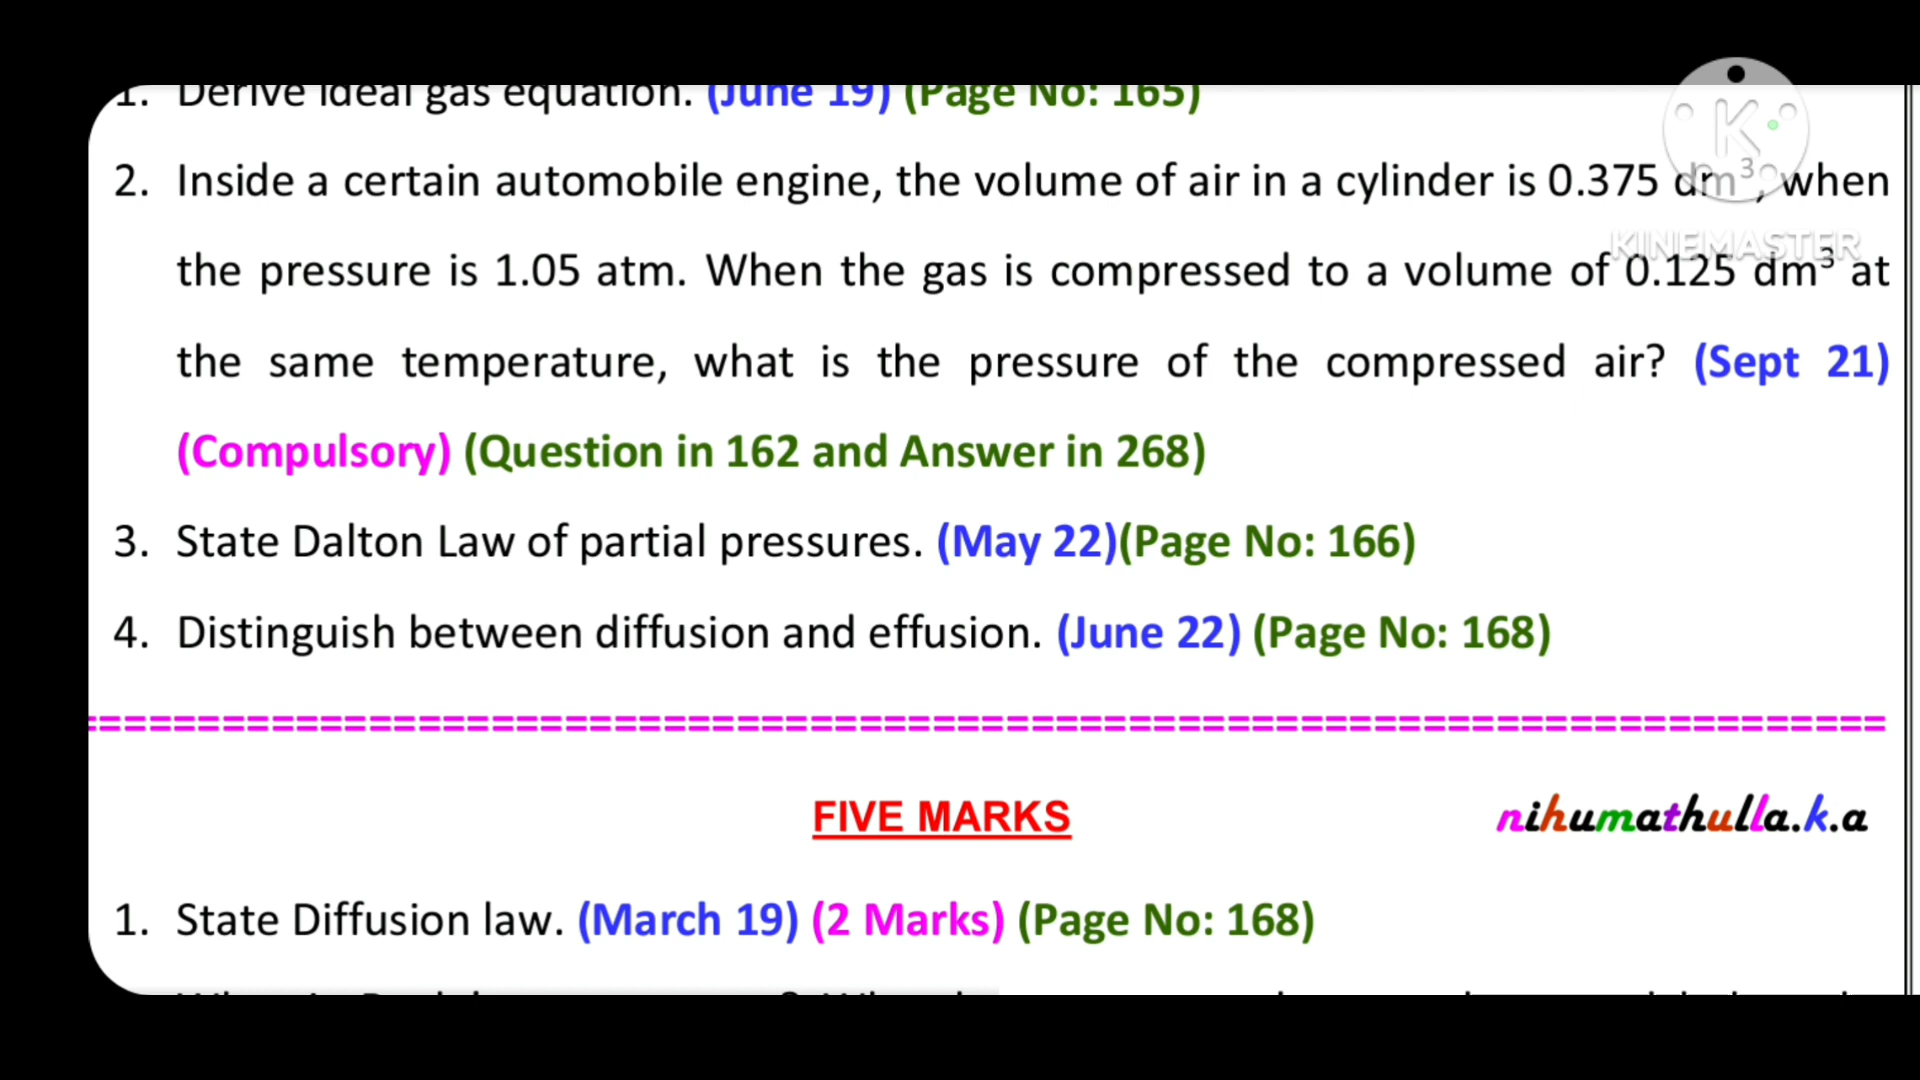 1. Derive ideal gas equation. (June 19) (Page No: 165)
2. Inside a certain automobile engine, the volume of air in a cylinder is 0.375 dm³, when
the pressure is 1.05 atm. When the gas is compressed to a volume of 0.125 dm³ at
the same temperature, what is the pressure of the compressed air? (Sept 21)
(Compulsory) (Question in 162 and Answer in 268)
3. State Dalton Law of partial pressures. (May 22)(Page No: 166)
4. Distinguish between diffusion and effusion. (June 22) (Page No: 168)
FIVE MARKS
nihumathulla.k.a
1. State Diffusion law. (March 19) (2 Marks) (Page No: 168)
K
KINEMASTER